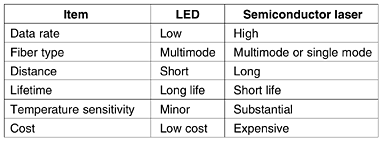 Item LED Semiconductor laser
Data rate Low High
Fiber type Multimode Multimode or single mode
Distance Short Long
Lifetime Long life Short life
Temperature sensitivity Minor Substantial
Cost Low cost Expensive